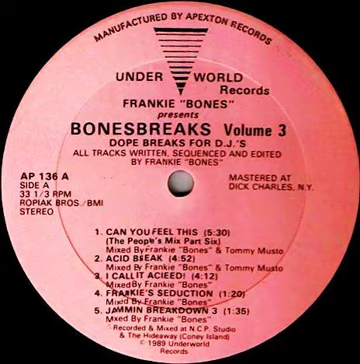 MANUFACTURED BY APEXTON RECORDS
UNDER WORLD
Records
FRANKIE "BONES"
presents
BONESBREAKS Volume 3
DOPE BREAKS FOR D.J.'S
ALL TRACKS WRITTEN, SEQUENCED AND EDITED
BY FRANKIE "BONES"
AP 136 A
SIDE A
33 1/3 RPM
ROPIAK BROS./BMI
STEREO
MASTERED AT
DICK CHARLES, N.Y.
1. CAN YOU FEEL THIS (5:30)
(The People's Mix Part Six)
Mixed By Frankie "Bones" & Tommy Musto
2. ACID BREAK (4:52)
Mixed By Frankie "Bones" & Tommy Musto
3. I CALL IT ACIEED! (4:12)
Mixed By Frankie "Bones"
4. FRANKIE'S SEDUCTION (1:20)
Mixed By Frankie "Bones"
5. JAMMIN BREAKDOWN 3 (1:35)
Mixed By Frankie "Bones"
Recorded & Mixed at N.C.P. Studio
& The Hideaway (Coney Island)
© 1989 Underworld
Records